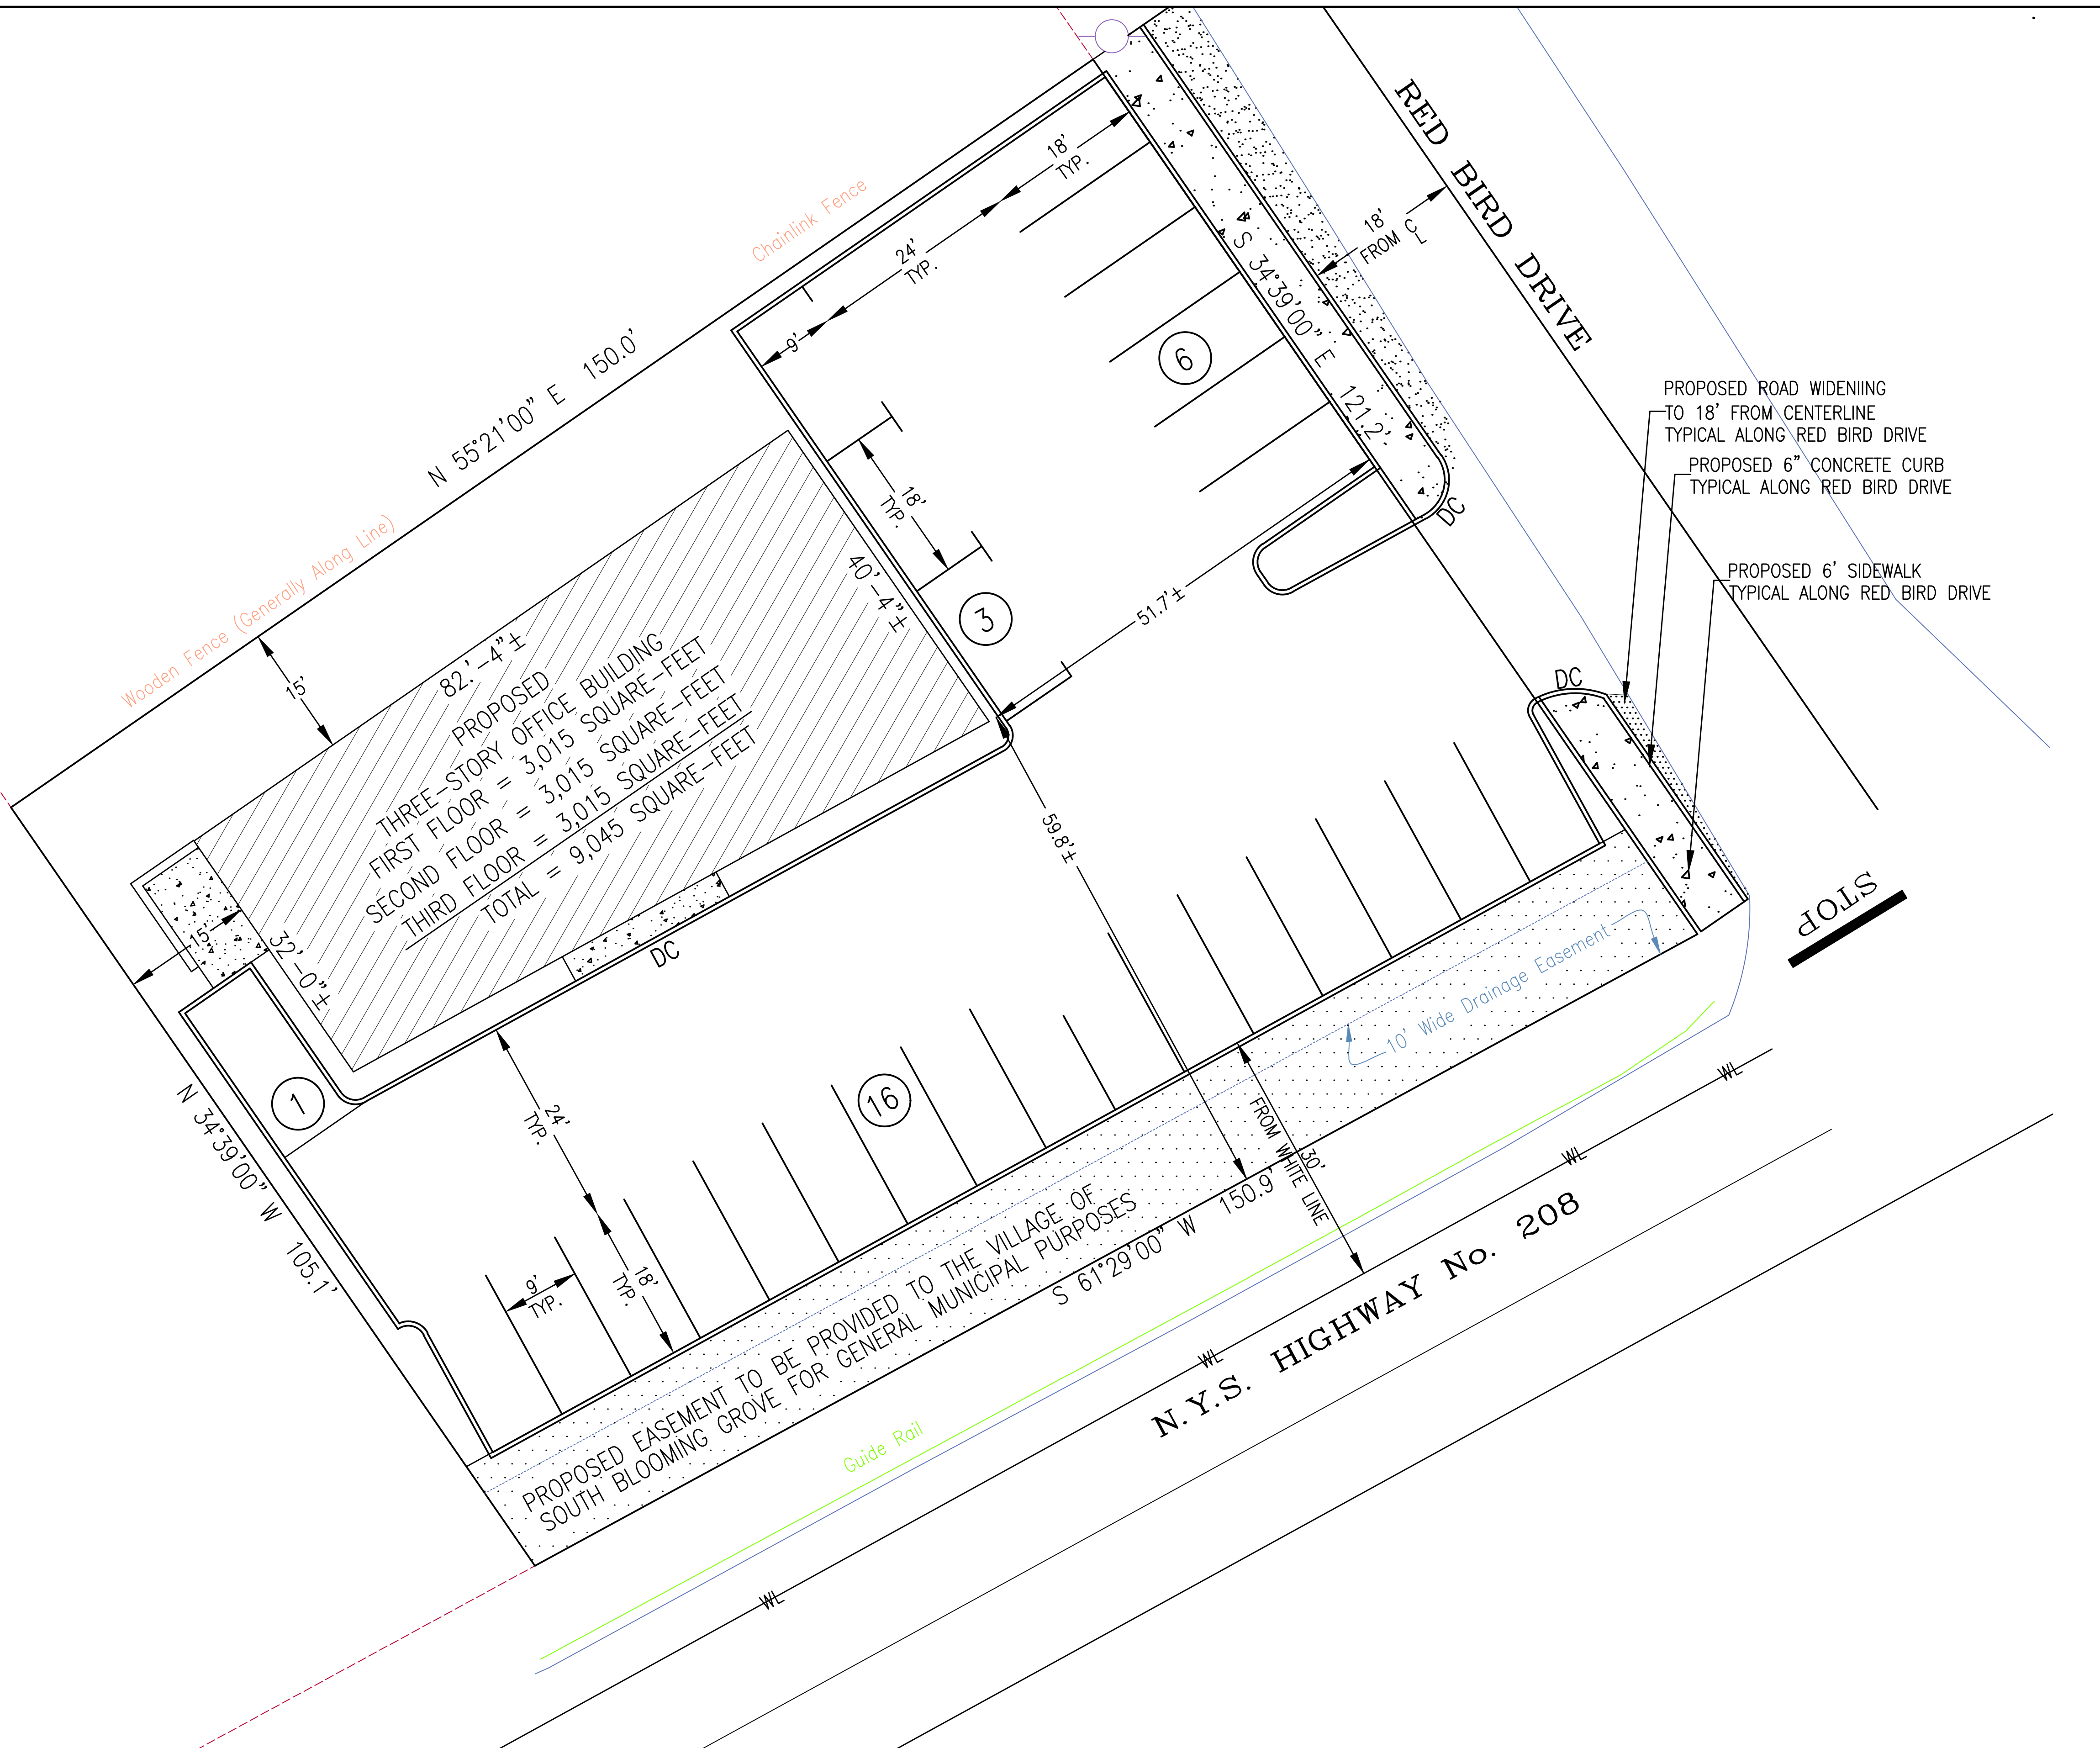 RED BIRD DRIVE
18'
TYP.
24'
TYP.
9'
Chainlink Fence
18'
FROM CL
S 34°39'00" E 121.2'
6
N 55°21'00" E 150.0'
PROPOSED ROAD WIDENIING
TO 18' FROM CENTERLINE
TYPICAL ALONG RED BIRD DRIVE
PROPOSED 6" CONCRETE CURB
TYPICAL ALONG RED BIRD DRIVE
PROPOSED 6' SIDEWALK
TYPICAL ALONG RED BIRD DRIVE
DC
18'
TYP.
3
51.7'±
40'-4"±
Wooden Fence (Generally Along Line)
15'
82.'-4"±
PROPOSED
THREE-STORY OFFICE BUILDING
FIRST FLOOR = 3,015 SQUARE-FEET
SECOND FLOOR = 3,015 SQUARE-FEET
THIRD FLOOR = 3,015 SQUARE-FEET
TOTAL = 9,045 SQUARE-FEET
DC
59.8'±
STOP
15'
32'-0"±
DC
1
24'
TYP.
16
10' Wide Drainage Easement
30'
FROM WHITE LINE
N 34°39'00" W 105.1'
9'
TYP.
18'
TYP.
PROPOSED EASEMENT TO BE PROVIDED TO THE VILLAGE OF
SOUTH BLOOMING GROVE FOR GENERAL MUNICIPAL PURPOSES
S 61°29'00" W 150.9'
WL
WL
WL
WL
Guide Rail
N.Y.S. HIGHWAY No. 208